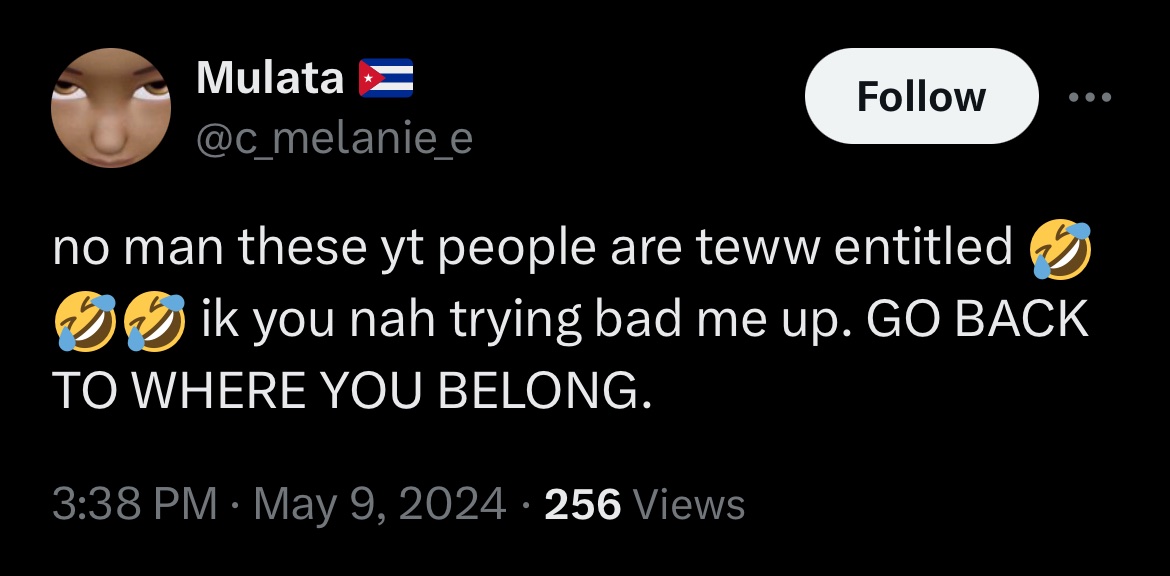 Mulata 🇨🇺
Follow
@c_melanie_e
no man these yt people are teww entitled 🤣
🤣🤣 ik you nah trying bad me up. GO BACK
TO WHERE YOU BELONG.
3:38 PM · May 9, 2024 · 256 Views